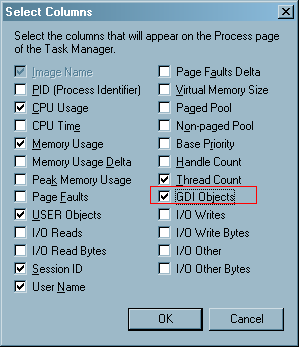 Select Columns
Select the columns that will appear on the Process page
of the Task Manager.
Image Name
PID (Process Identifier)
CPU Usage
CPU Time
Memory Usage
Memory Usage Delta
Peak Memory Usage
Page Faults
USER Objects
I/O Reads
I/O Read Bytes
Session ID
User Name
Page Faults Delta
Virtual Memory Size
Paged Pool
Non-paged Pool
Base Priority
Handle Count
Thread Count
GDI Objects
I/O Writes
I/O Write Bytes
I/O Other
I/O Other Bytes
OK
Cancel